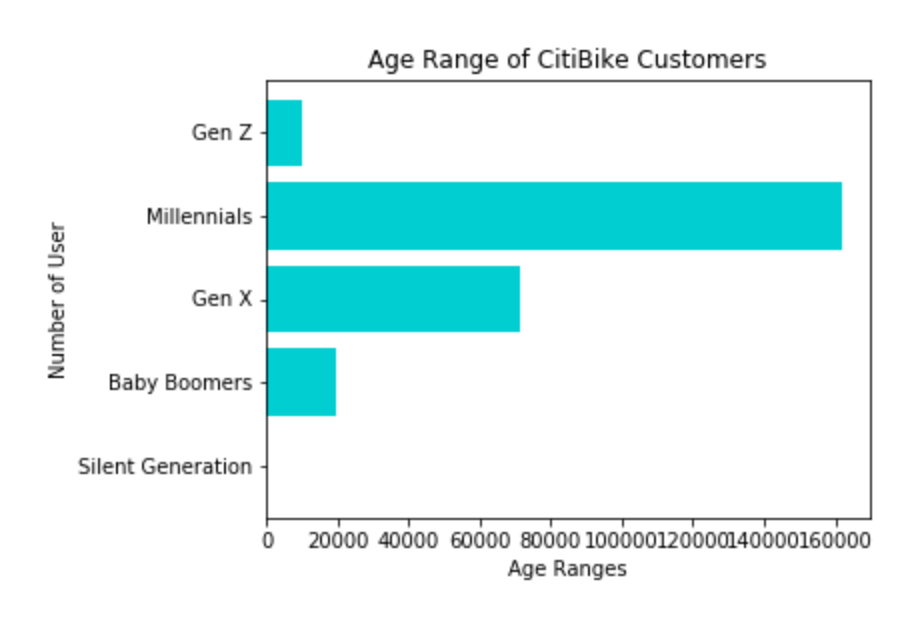 Age Range of CitiBike Customers
Number of User
Gen Z
Millennials
Gen X
Baby Boomers
Silent Generation
0 20000 40000 60000 80000 100000 120000 140000 160000
Age Ranges